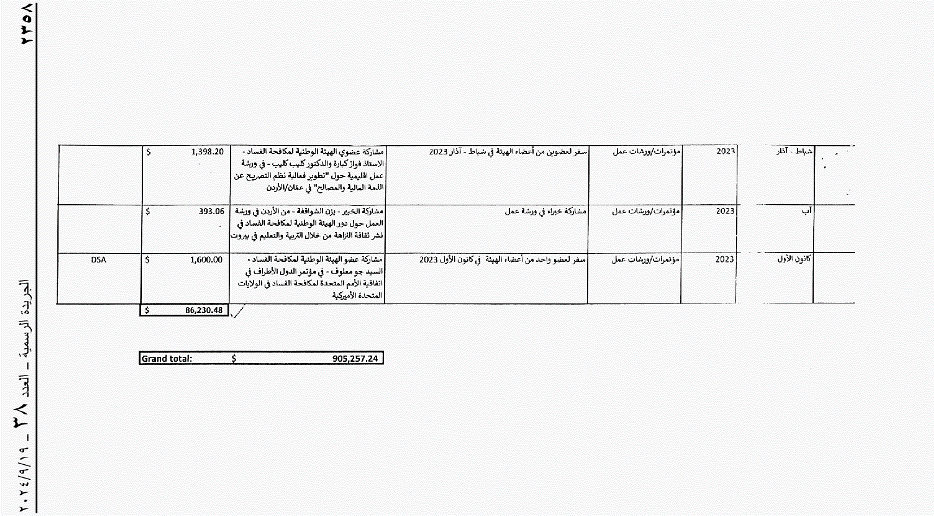 ٢٣٥٨
الجريدة الرسمية – العدد ٣٨ – ٢٠٢٤/٩/١٩
شباط - آذار
2023
مؤتمرات/ورشات عمل
سفر لعضوين من أعضاء الهيئة في شباط - آذار 2023
مشاركة عضوي الهيئة الوطنية لمكافحة الفساد -
الاستاذ فواز كبارة والدكتور كليب كليب - في ورشة
عمل اقليمية حول "تطوير فعالية نظم التصريح عن
الذمة المالية والمصالح" في عمّان/الأردن
$ 1,398.20
آب
2023
مؤتمرات/ورشات عمل
مشاركة خبراء في ورشة عمل
مشاركة الخبير - يزن الشوافقة - من الأردن في ورشة
العمل حول دور الهيئة الوطنية لمكافحة الفساد في
نشر ثقافة النزاهة من خلال التربية والتعليم في بيروت
$ 393.06
كانون الأول
2023
مؤتمرات/ورشات عمل
سفر لعضو واحد من أعضاء الهيئة في كانون الأول 2023
مشاركة عضو الهيئة الوطنية لمكافحة الفساد -
السيد جو معلوف - في مؤتمر الدول الأطراف في
اتفاقية الأمم المتحدة لمكافحة الفساد في الولايات
المتحدة الأميركية
$ 1,600.00
DSA
$ 86,230.48
Grand total: $ 905,257.24